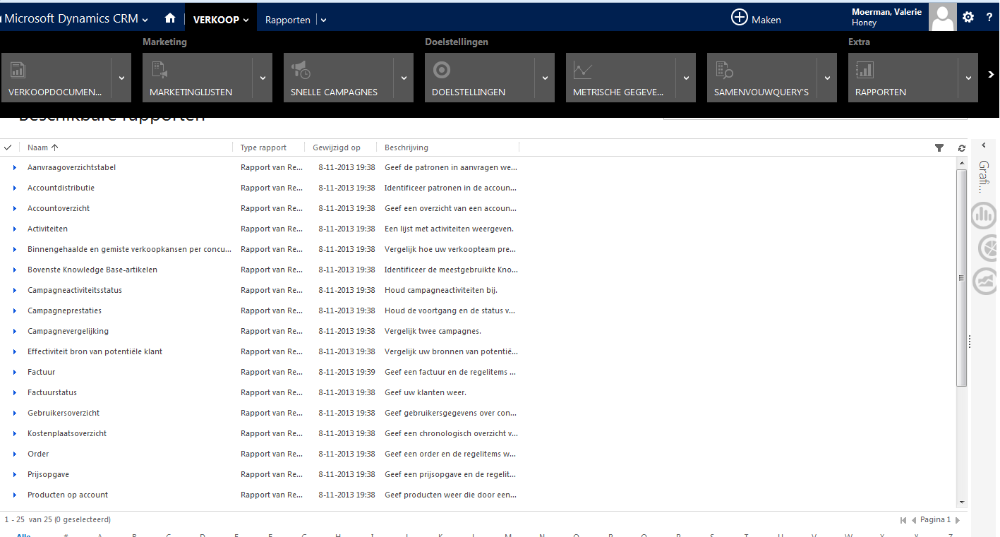 Microsoft Dynamics CRM VERKOOP Rapporten Maken Moerman, Valerie
Honey ?
Marketing Doelstellingen Extra
VERKOOPDOCUMEN... MARKETINGLIJSTEN SNELLE CAMPAGNES DOELSTELLINGEN METRISCHE GEGEVE... SAMENVOUWQUERY'S RAPPORTEN
Beschikbare rapporten
Naam Type rapport Gewijzigd op Beschrijving
Grafi...
Aanvraagoverzichtstabel Rapport van Re... 8-11-2013 19:38 Geef de patronen in aanvragen we...
Accountdistributie Rapport van Re... 8-11-2013 19:38 Identificeer patronen in de accoun...
Accountoverzicht Rapport van Re... 8-11-2013 19:38 Geef een overzicht van een accoun...
Activiteiten Rapport van Re... 8-11-2013 19:38 Een lijst met activiteiten weergeven.
Binnengehaalde en gemiste verkoopkansen per concu... Rapport van Re... 8-11-2013 19:38 Vergelijk hoe uw verkoopteam pre...
Bovenste Knowledge Base-artikelen Rapport van Re... 8-11-2013 19:38 Identificeer de meestgebruikte Kno...
Campagneactiviteitsstatus Rapport van Re... 8-11-2013 19:38 Houd campagneactiviteiten bij.
Campagneprestaties Rapport van Re... 8-11-2013 19:38 Houd de voortgang en de status v...
Campagnevergelijking Rapport van Re... 8-11-2013 19:38 Vergelijk twee campagnes.
Effectiviteit bron van potentiële klant Rapport van Re... 8-11-2013 19:38 Vergelijk uw bronnen van potentië...
Factuur Rapport van Re... 8-11-2013 19:39 Geef een factuur en de regelitems ...
Factuurstatus Rapport van Re... 8-11-2013 19:38 Geef uw klanten weer.
Gebruikersoverzicht Rapport van Re... 8-11-2013 19:38 Geef gebruikersgegevens over con...
Kostenplaatsoverzicht Rapport van Re... 8-11-2013 19:38 Geef een chronologisch overzicht v...
Order Rapport van Re... 8-11-2013 19:38 Geef een order en de regelitems w...
Prijsopgave Rapport van Re... 8-11-2013 19:38 Geef een prijsopgave en de regelit...
Producten op account Rapport van Re... 8-11-2013 19:38 Geef producten weer die door een...
1 - 25 van 25 (0 geselecteerd) Pagina 1
Alle # A B C D E F G H I J K L M N O P Q R S T U V W X Y Z